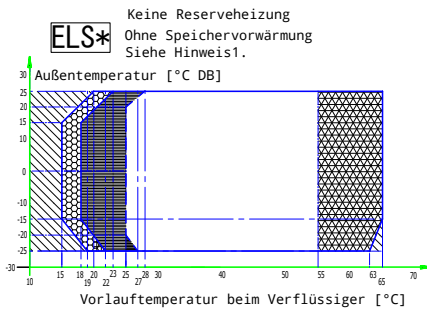 Keine Reserveheizung
ELS*
Ohne Speichervorwärmung
Siehe Hinweis1.
Außentemperatur [°C DB]
30
25
20
15
10
0
-10
-15
-20
-25
-30
10 15 18 20 23 25 28 30 40 50 55 60 63 70
19 22 27 65
Vorlauftemperatur beim Verflüssiger [°C]